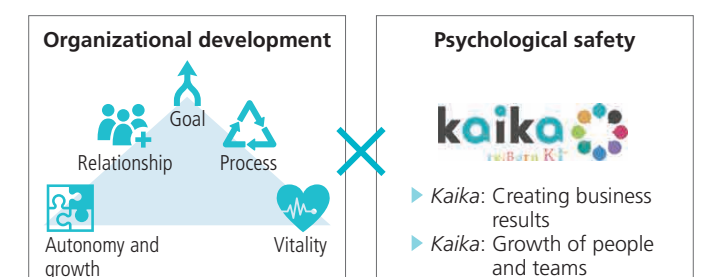 Organizational development
Goal
Relationship
Process
Autonomy and
growth
Vitality
Psychological safety
kaika
re:Born
Kaika: Creating business
results
Kaika: Growth of people
and teams